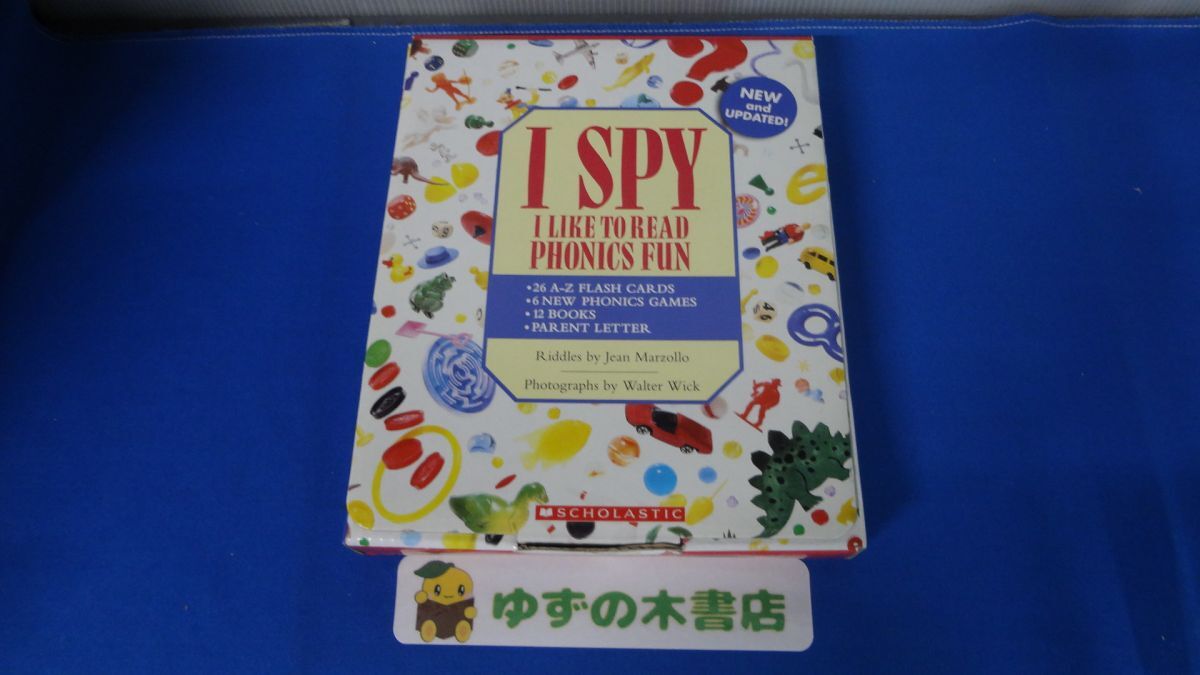 NEW
and
UPDATED!
I SPY
I LIKE TO READ
PHONICS FUN
•26 A-Z FLASH CARDS
•6 NEW PHONICS GAMES
•12 BOOKS
•PARENT LETTER
Riddles by Jean Marzollo
Photographs by Walter Wick
SCHOLASTIC
ゆずの木書店